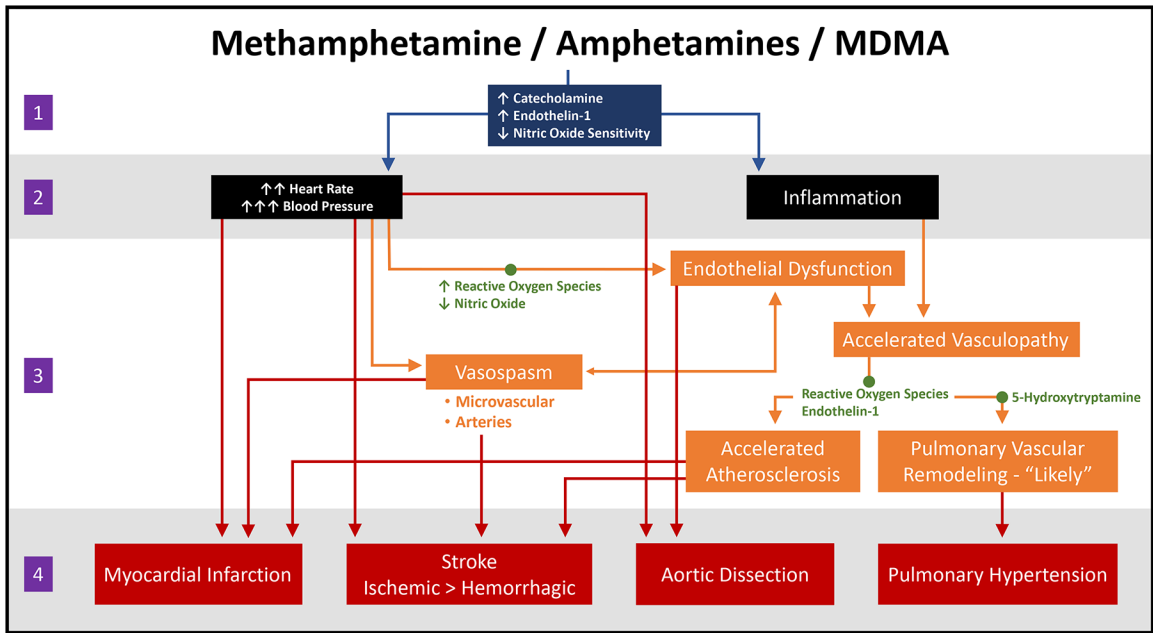 Methamphetamine / Amphetamines / MDMA
1
↑ Catecholamine
↑ Endothelin-1
↓ Nitric Oxide Sensitivity
2
↑↑ Heart Rate
↑↑↑ Blood Pressure
Inflammation
3
Endothelial Dysfunction
↑ Reactive Oxygen Species
↓ Nitric Oxide
Accelerated Vasculopathy
Vasospasm
• Microvascular
• Arteries
Reactive Oxygen Species
Endothelin-1
5-Hydroxytryptamine
Accelerated
Atherosclerosis
Pulmonary Vascular
Remodeling - “Likely”
4
Myocardial Infarction
Stroke
Ischemic > Hemorrhagic
Aortic Dissection
Pulmonary Hypertension